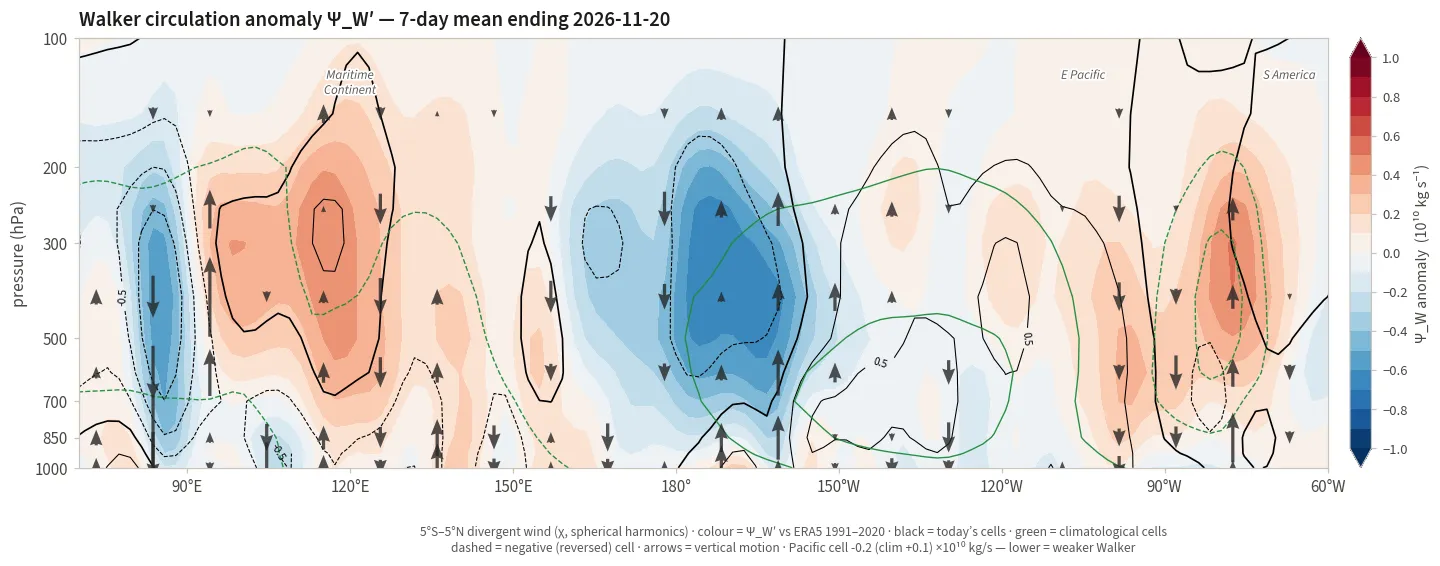 Walker circulation anomaly Ψ_W′ — 7-day mean ending 2026-11-20
pressure (hPa)
100
200
300
500
700
850
1000
Maritime
Continent
E Pacific
S America
-0.5
-0.5
0.5
0.5
90°E
120°E
150°E
180°
150°W
120°W
90°W
60°W
1.0
0.8
0.6
0.4
0.2
0.0
−0.2
−0.4
−0.6
−0.8
−1.0
Ψ_W anomaly (10¹⁰ kg s⁻¹)
5°S–5°N divergent wind (χ, spherical harmonics) · colour = Ψ_W′ vs ERA5 1991–2020 · black = today's cells · green = climatological cells
dashed = negative (reversed) cell · arrows = vertical motion · Pacific cell -0.2 (clim +0.1) ×10¹⁰ kg/s — lower = weaker Walker